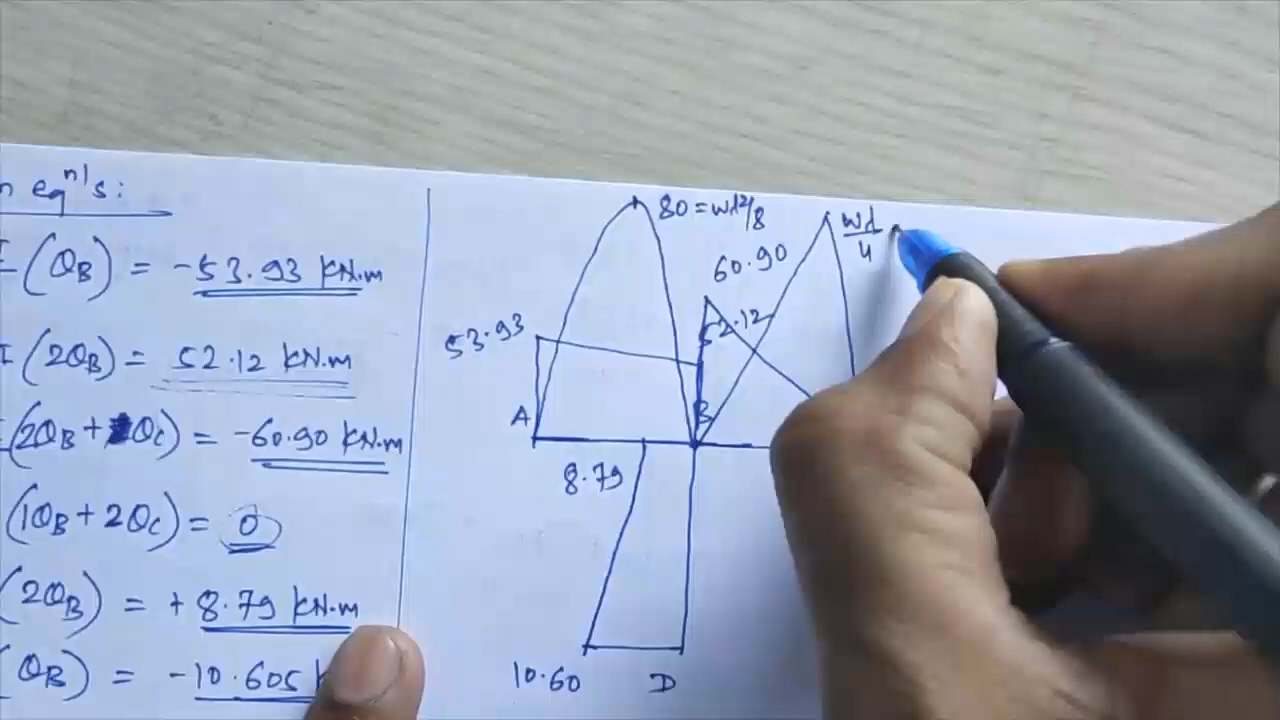 n eqⁿ's:
I(θB) = -53.93 KN.m
I(2θB) = 52.12 KN.m
(2θB + θC) = -60.90 KN.m
(1θB + 2θC) = 0
(2θB) = + 8.79 KN.m
(θB) = -10.605 k
80 = wl²/8
60.90
wl/4
53.93
52.12
A
B
8.79
10.60
D